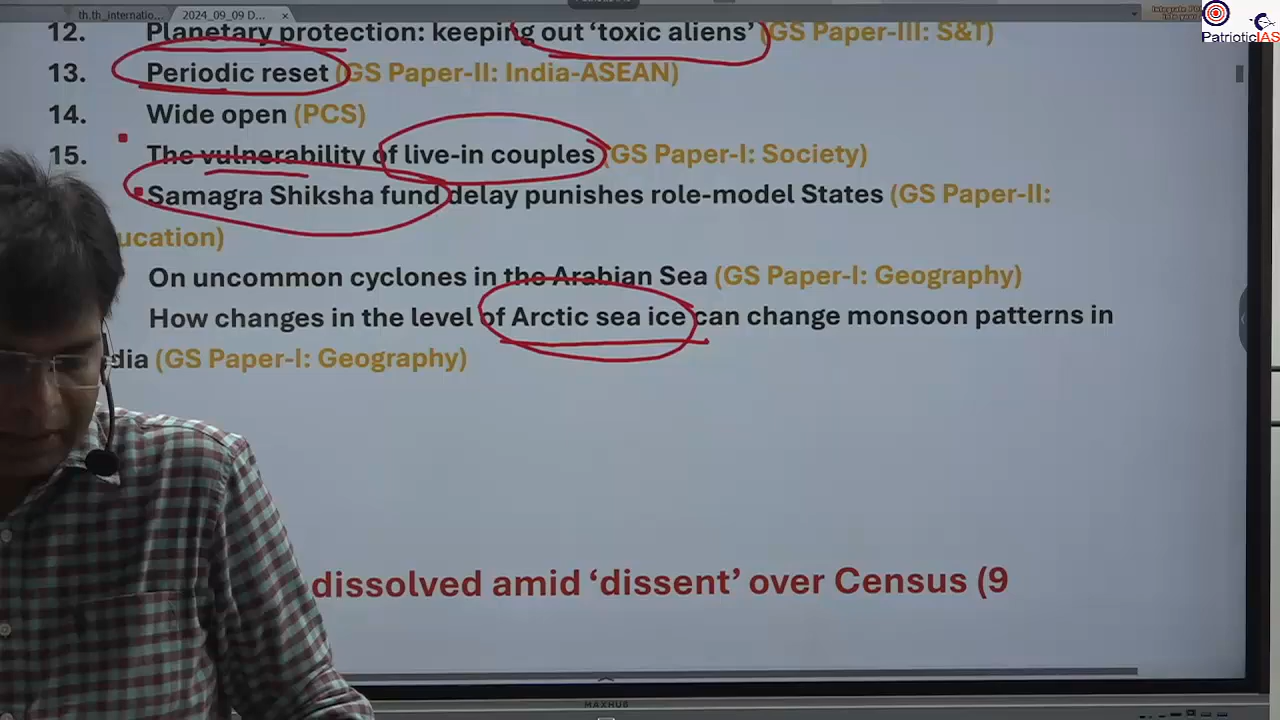 th.th_internatio...
2024_09_09 D...
PatrioticIAS
12. Planetary protection: keeping out ‘toxic aliens’ (GS Paper-III: S&T)
13. Periodic reset (GS Paper-II: India-ASEAN)
14. Wide open (PCS)
15. The vulnerability of live-in couples (GS Paper-I: Society)
Samagra Shiksha fund delay punishes role-model States (GS Paper-II:
ucation)
On uncommon cyclones in the Arabian Sea (GS Paper-I: Geography)
How changes in the level of Arctic sea ice can change monsoon patterns in
dia (GS Paper-I: Geography)
dissolved amid ‘dissent’ over Census (9
MAXHUB